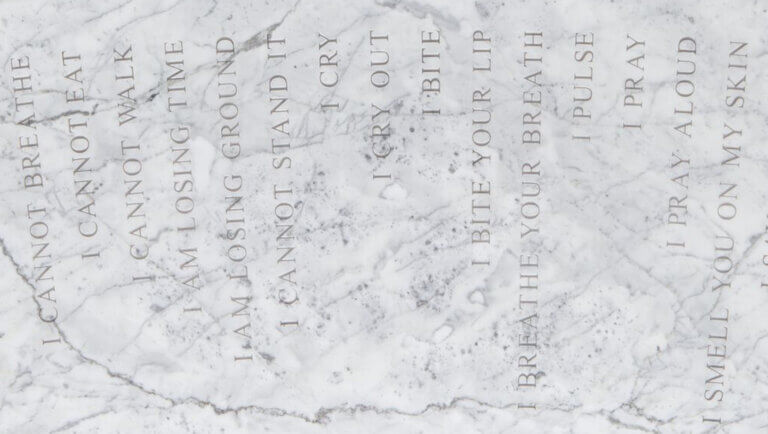 I CANNOT BREATHE
I CANNOT EAT
I CANNOT WALK
I AM LOSING TIME
I AM LOSING GROUND
I CANNOT STAND IT
I CRY
I CRY OUT
I BITE
I BITE YOUR LIP
I BREATHE YOUR BREATH
I PULSE
I PRAY
I PRAY ALOUD
I SMELL YOU ON MY SKIN